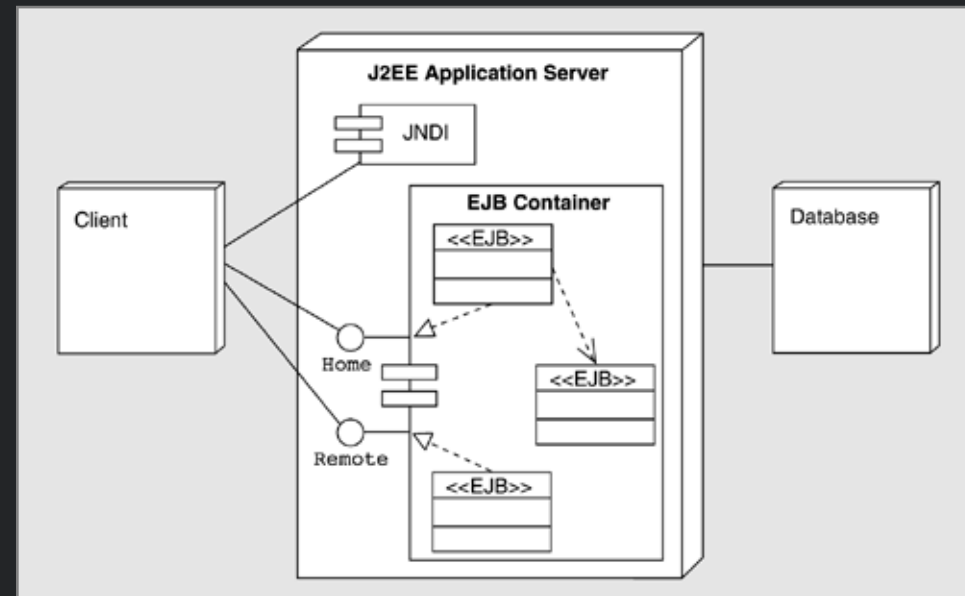 J2EE Application Server
JNDI
Client
EJB Container
Database
<<EJB>>
Home
<<EJB>>
Remote
<<EJB>>